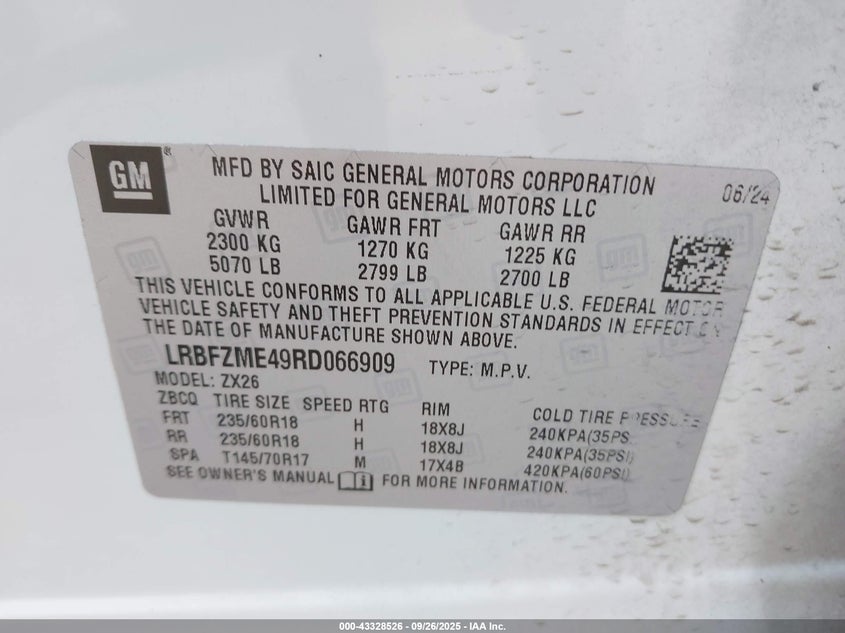 GM
MFD BY SAIC GENERAL MOTORS CORPORATION
LIMITED FOR GENERAL MOTORS LLC
06/24
GVWR GAWR FRT GAWR RR
2300 KG 1270 KG 1225 KG
5070 LB 2799 LB 2700 LB
THIS VEHICLE CONFORMS TO ALL APPLICABLE U.S. FEDERAL MOTOR
VEHICLE SAFETY AND THEFT PREVENTION STANDARDS IN EFFECT ON
THE DATE OF MANUFACTURE SHOWN ABOVE.
LRBFZME49RD066909 TYPE: M.P.V.
MODEL: ZX26
ZBCQ TIRE SIZE SPEED RTG RIM COLD TIRE PRESSURE
FRT 235/60R18 H 18X8J 240KPA(35PSI)
RR 235/60R18 H 18X8J 240KPA(35PSI)
SPA T145/70R17 M 17X4B 420KPA(60PSI)
SEE OWNER'S MANUAL FOR MORE INFORMATION.
000-43328526 - 09/26/2025 - IAA Inc.